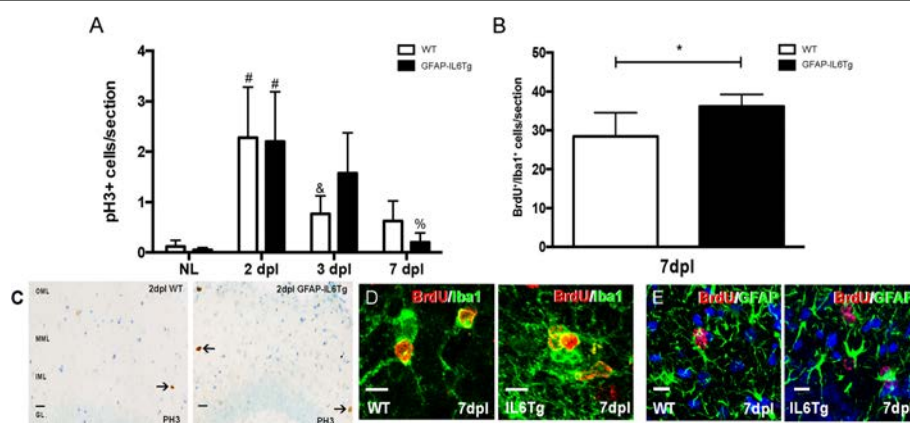 A
WT
GFAP-IL6Tg
pH3+ cells/section
4
3
2
1
0
# #
&
%
NL 2 dpl 3 dpl 7 dpl
B
WT
GFAP-IL6Tg
BrdU+/Iba1+ cells/section
50
40
30
20
10
0
*
7dpl
C
2dpl WT
OML
MML
IML
GL
PH3
2dpl GFAP-IL6Tg
PH3
D
BrdU/Iba1
WT 7dpl
BrdU/Iba1
IL6Tg 7dpl
E
BrdU/GFAP
WT 7dpl
BrdU/GFAP
IL6Tg 7dpl